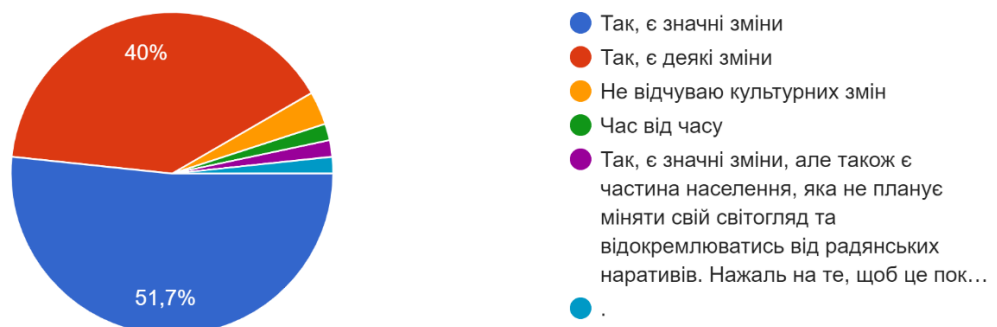 40%
51,7%
Так, є значні зміни
Так, є деякі зміни
Не відчуваю культурних змін
Час від часу
Так, є значні зміни, але також є
частина населення, яка не планує
міняти свій світогляд та
відокремлюватись від радянських
наративів. Нажаль на те, щоб це пок…
.